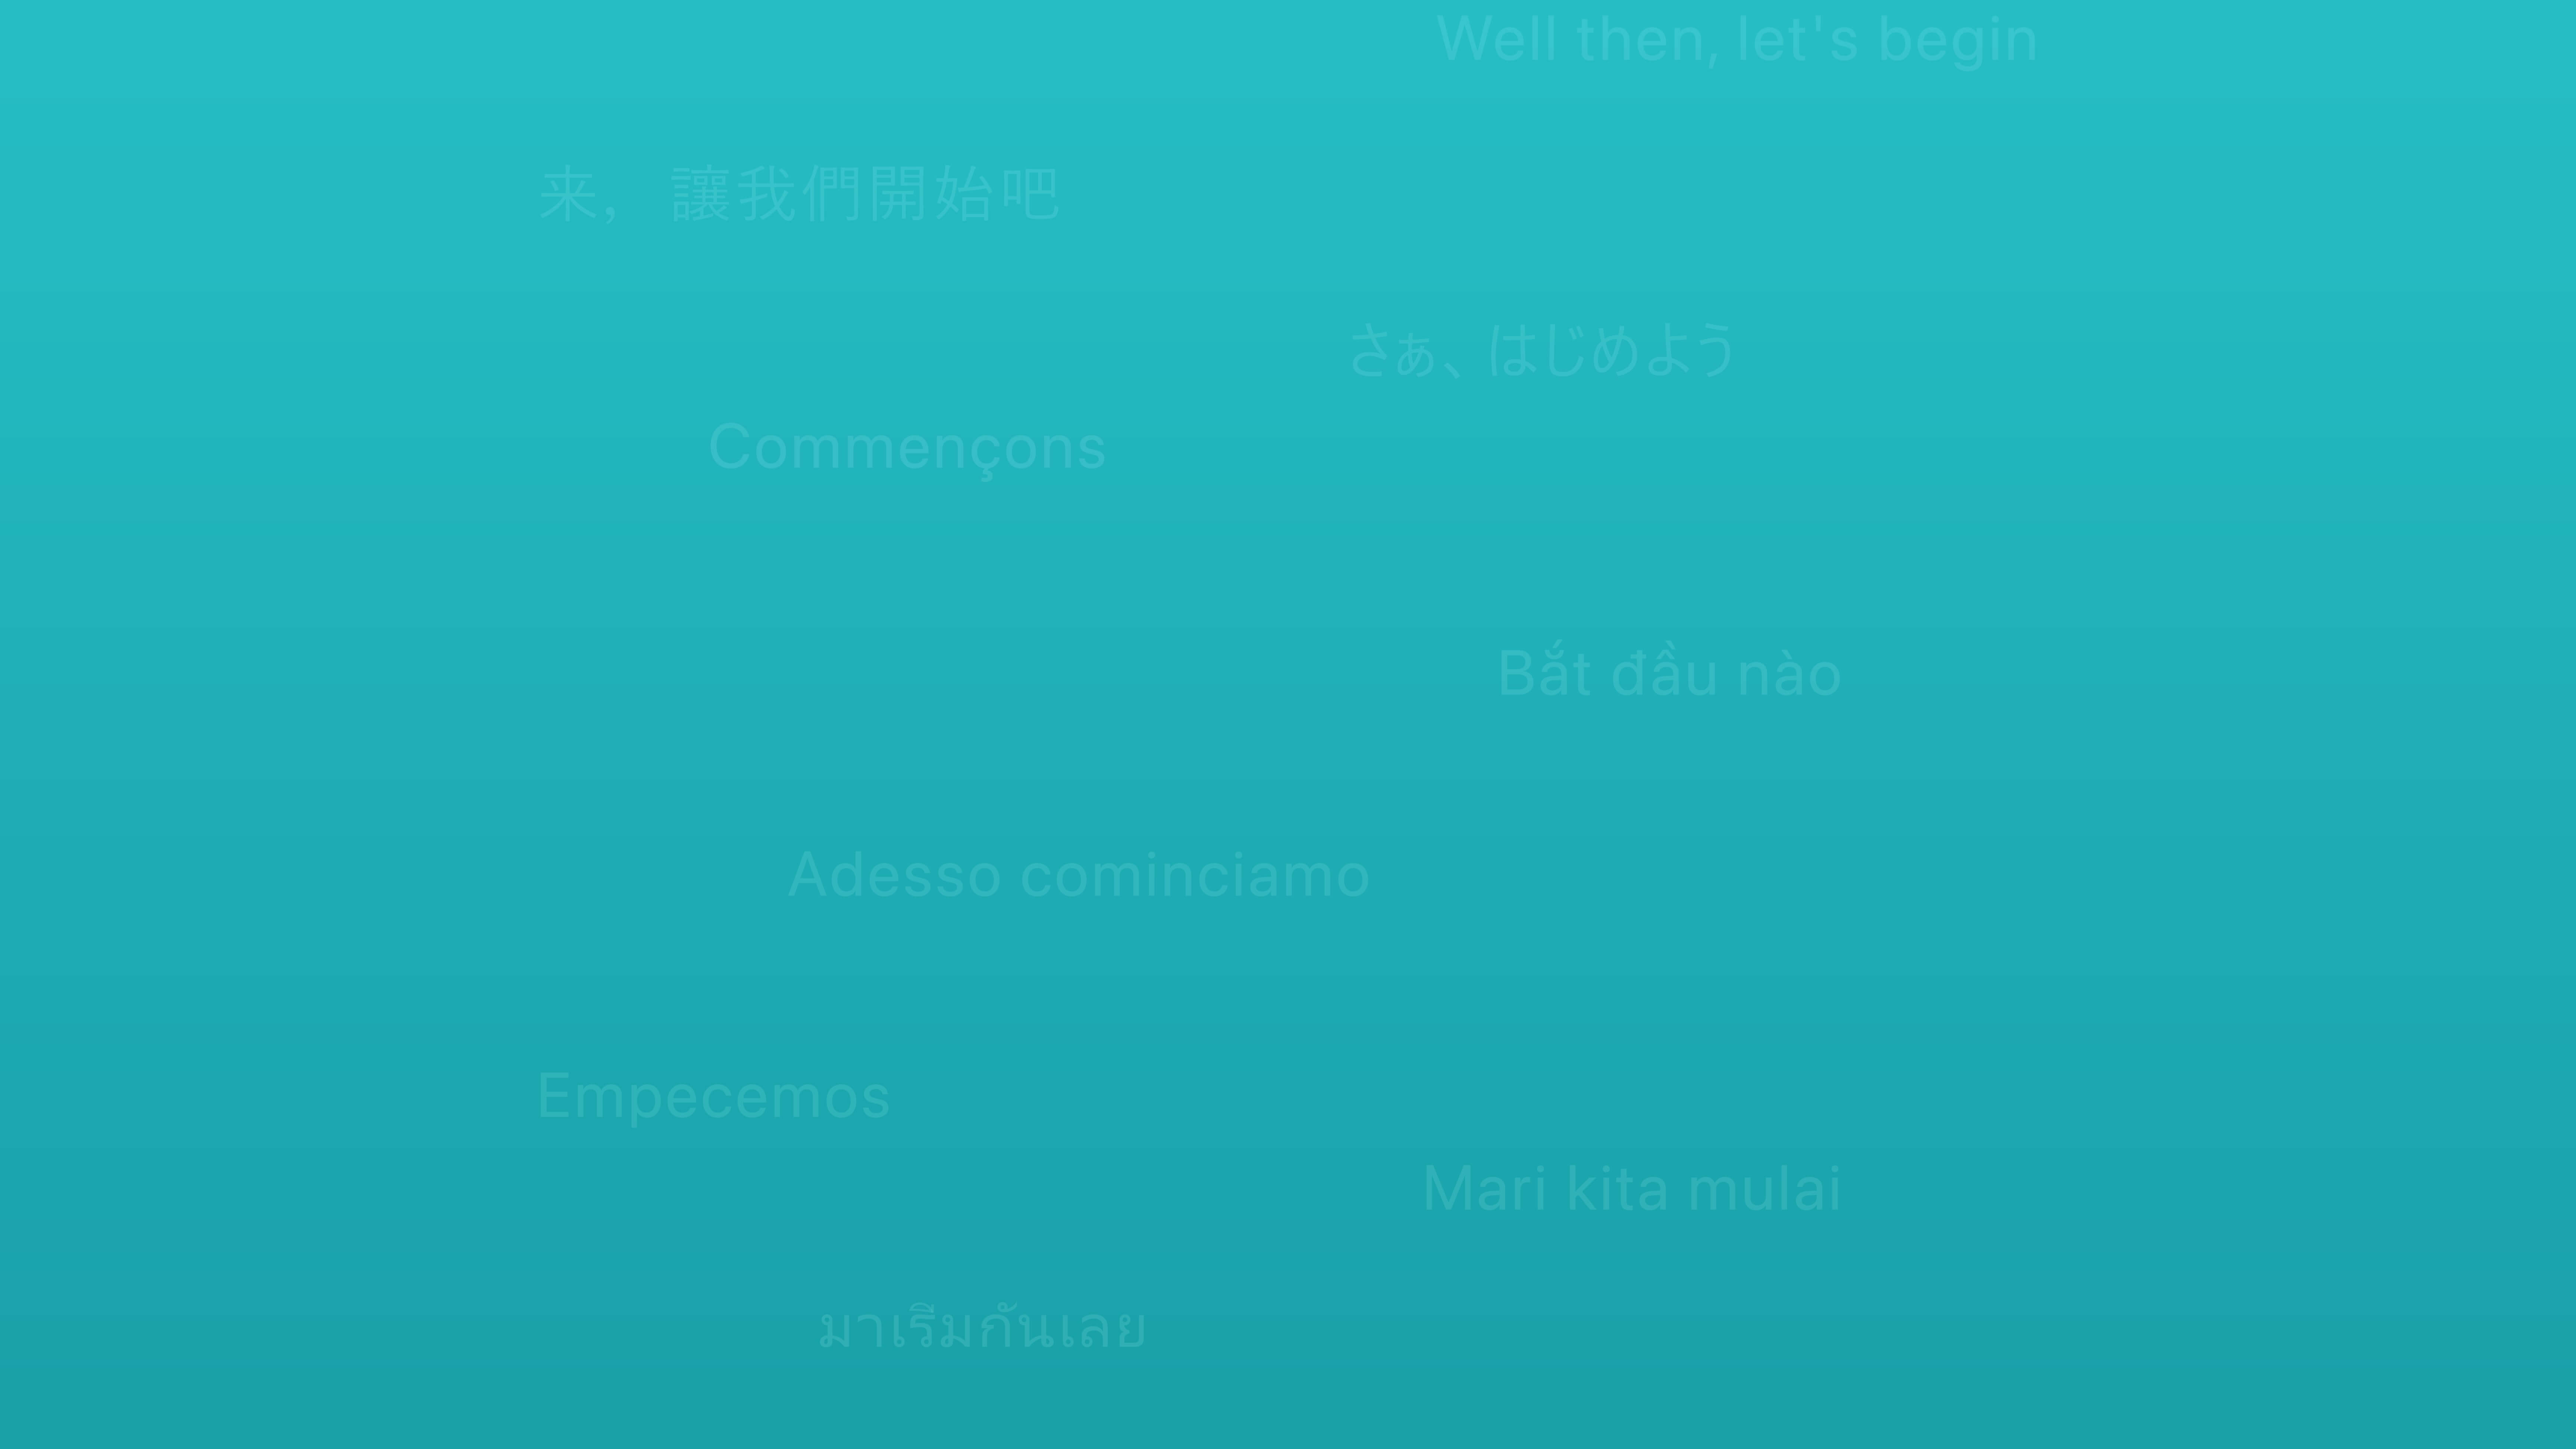 Well then, let's begin
来，讓我們開始吧
さぁ、はじめよう
Commençons
Bắt đầu nào
Adesso cominciamo
Empecemos
Mari kita mulai
มาเริ่มกันเลย